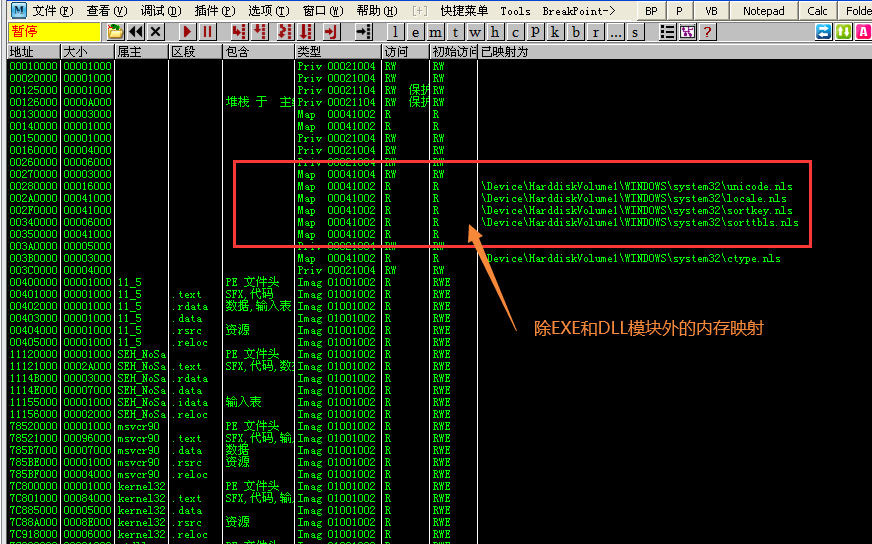 文件(F) 查看(V) 调试(D) 插件(P) 选项(T) 窗口(W) 帮助(H) [+] 快捷菜单 Tools BreakPoint-> BP P VB Notepad Calc Folde
暂停 l e m t w h c p k b r ... s ?
地址 大小 属主 区段 包含 类型 访问 初始访问 已映射为
00010000 00001000 Priv 00021004 RW RW
00020000 00001000 Priv 00021004 RW RW
00125000 00001000 Priv 00021104 RW 保护 RW
00126000 0000A000 堆栈 于 主 Priv 00021104 RW 保护 RW
00130000 00003000 Map 00041002 R R
00140000 00001000 Map 00041002 R R
00150000 00001000 Priv 00021004 RW RW
00160000 00004000 Priv 00021004 RW RW
00260000 00006000 Priv 00021004 RW RW
00270000 00003000 Map 00041004 RW RW
00280000 00016000 Map 00041002 R R \Device\HarddiskVolume1\WINDOWS\system32\unicode.nls
002A0000 00041000 Map 00041002 R R \Device\HarddiskVolume1\WINDOWS\system32\locale.nls
002F0000 00041000 Map 00041002 R R \Device\HarddiskVolume1\WINDOWS\system32\sortkey.nls
00340000 00006000 Map 00041002 R R \Device\HarddiskVolume1\WINDOWS\system32\sorttbls.nls
00350000 00041000 Map 00041002 R R
003A0000 00005000 Priv 00021004 RW RW
003B0000 00003000 Map 00041002 R R \Device\HarddiskVolume1\WINDOWS\system32\ctype.nls
003C0000 00004000 Priv 00021004 RW RW
00400000 00001000 11_5 PE 文件头 Imag 01001002 R RWE
00401000 00001000 11_5 .text SFX,代码 Imag 01001002 R RWE
00402000 00001000 11_5 .rdata 数据,输入表 Imag 01001002 R RWE
00403000 00001000 11_5 .data Imag 01001002 R RWE
00404000 00001000 11_5 .rsrc 资源 Imag 01001002 R RWE
00405000 00001000 11_5 .reloc Imag 01001002 R RWE
11120000 00001000 SEH_NoSa PE 文件头 Imag 01001002 R RWE
11121000 0002A000 SEH_NoSa .text SFX,代码,数 Imag 01001002 R RWE
1114B000 00003000 SEH_NoSa .rdata Imag 01001002 R RWE
1114E000 00007000 SEH_NoSa .data Imag 01001002 R RWE
11155000 00001000 SEH_NoSa .idata 输入表 Imag 01001002 R RWE
11156000 00002000 SEH_NoSa .reloc Imag 01001002 R RWE
78520000 00001000 msvcr90 PE 文件头 Imag 01001002 R RWE
78521000 00096000 msvcr90 .text SFX,代码,输 Imag 01001002 R RWE
785B7000 00007000 msvcr90 .data 数据 Imag 01001002 R RWE
785BE000 00001000 msvcr90 .rsrc 资源 Imag 01001002 R RWE
785BF000 00004000 msvcr90 .reloc Imag 01001002 R RWE
7C800000 00001000 kernel32 PE 文件头 Imag 01001002 R RWE
7C801000 00084000 kernel32 .text SFX,代码,输 Imag 01001002 R RWE
7C885000 00005000 kernel32 .data Imag 01001002 R RWE
7C88A000 0008E000 kernel32 .rsrc 资源 Imag 01001002 R RWE
7C918000 00006000 kernel32 .reloc Imag 01001002 R RWE
除EXE和DLL模块外的内存映射